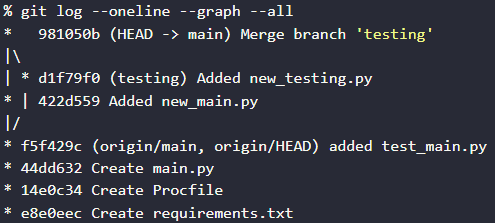 % git log --oneline --graph --all
*   981050b (HEAD -> main) Merge branch 'testing'
|\
| * d1f79f0 (testing) Added new_testing.py
* | 422d559 Added new_main.py
|/
* f5f429c (origin/main, origin/HEAD) added test_main.py
* 44dd632 Create main.py
* 14e0c34 Create Procfile
* e8e0eec Create requirements.txt